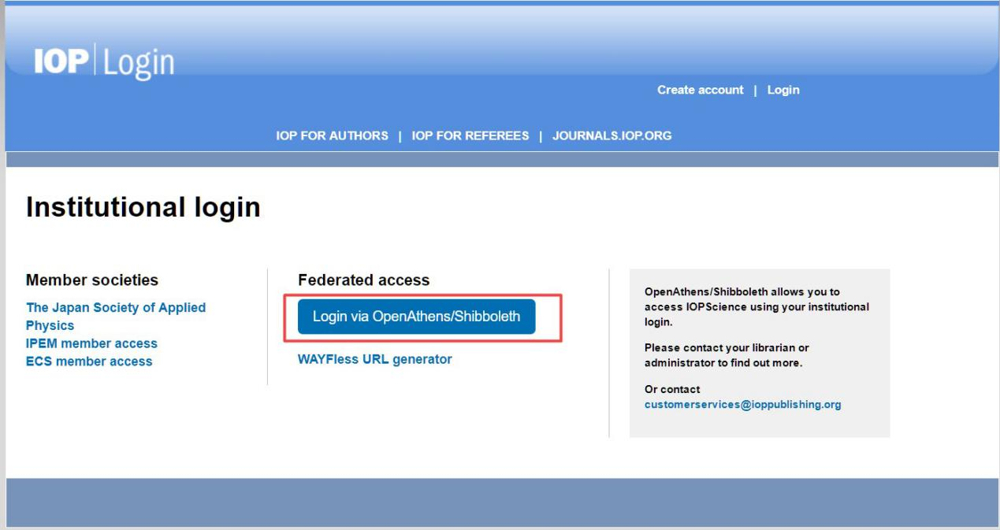 IOP Login
Create account | Login
IOP FOR AUTHORS | IOP FOR REFEREES | JOURNALS.IOP.ORG
Institutional login
Member societies
The Japan Society of Applied
Physics
IPEM member access
ECS member access
Federated access
Login via OpenAthens/Shibboleth
WAYFless URL generator
OpenAthens/Shibboleth allows you to
access IOPScience using your institutional
login.
Please contact your librarian or
administrator to find out more.
Or contact
customerservices@ioppublishing.org